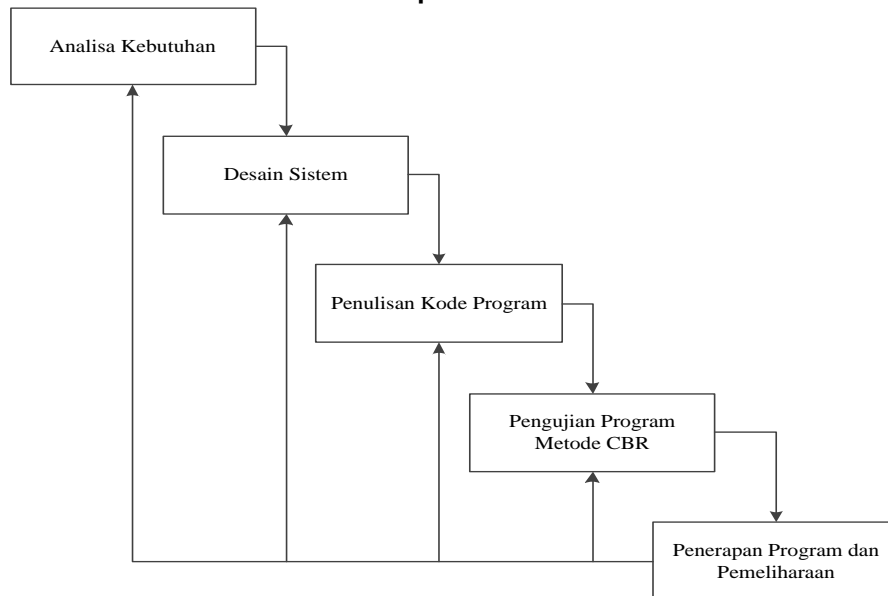 Analisa Kebutuhan
Desain Sistem
Penulisan Kode Program
Pengujian Program
Metode CBR
Penerapan Program dan
Pemeliharaan